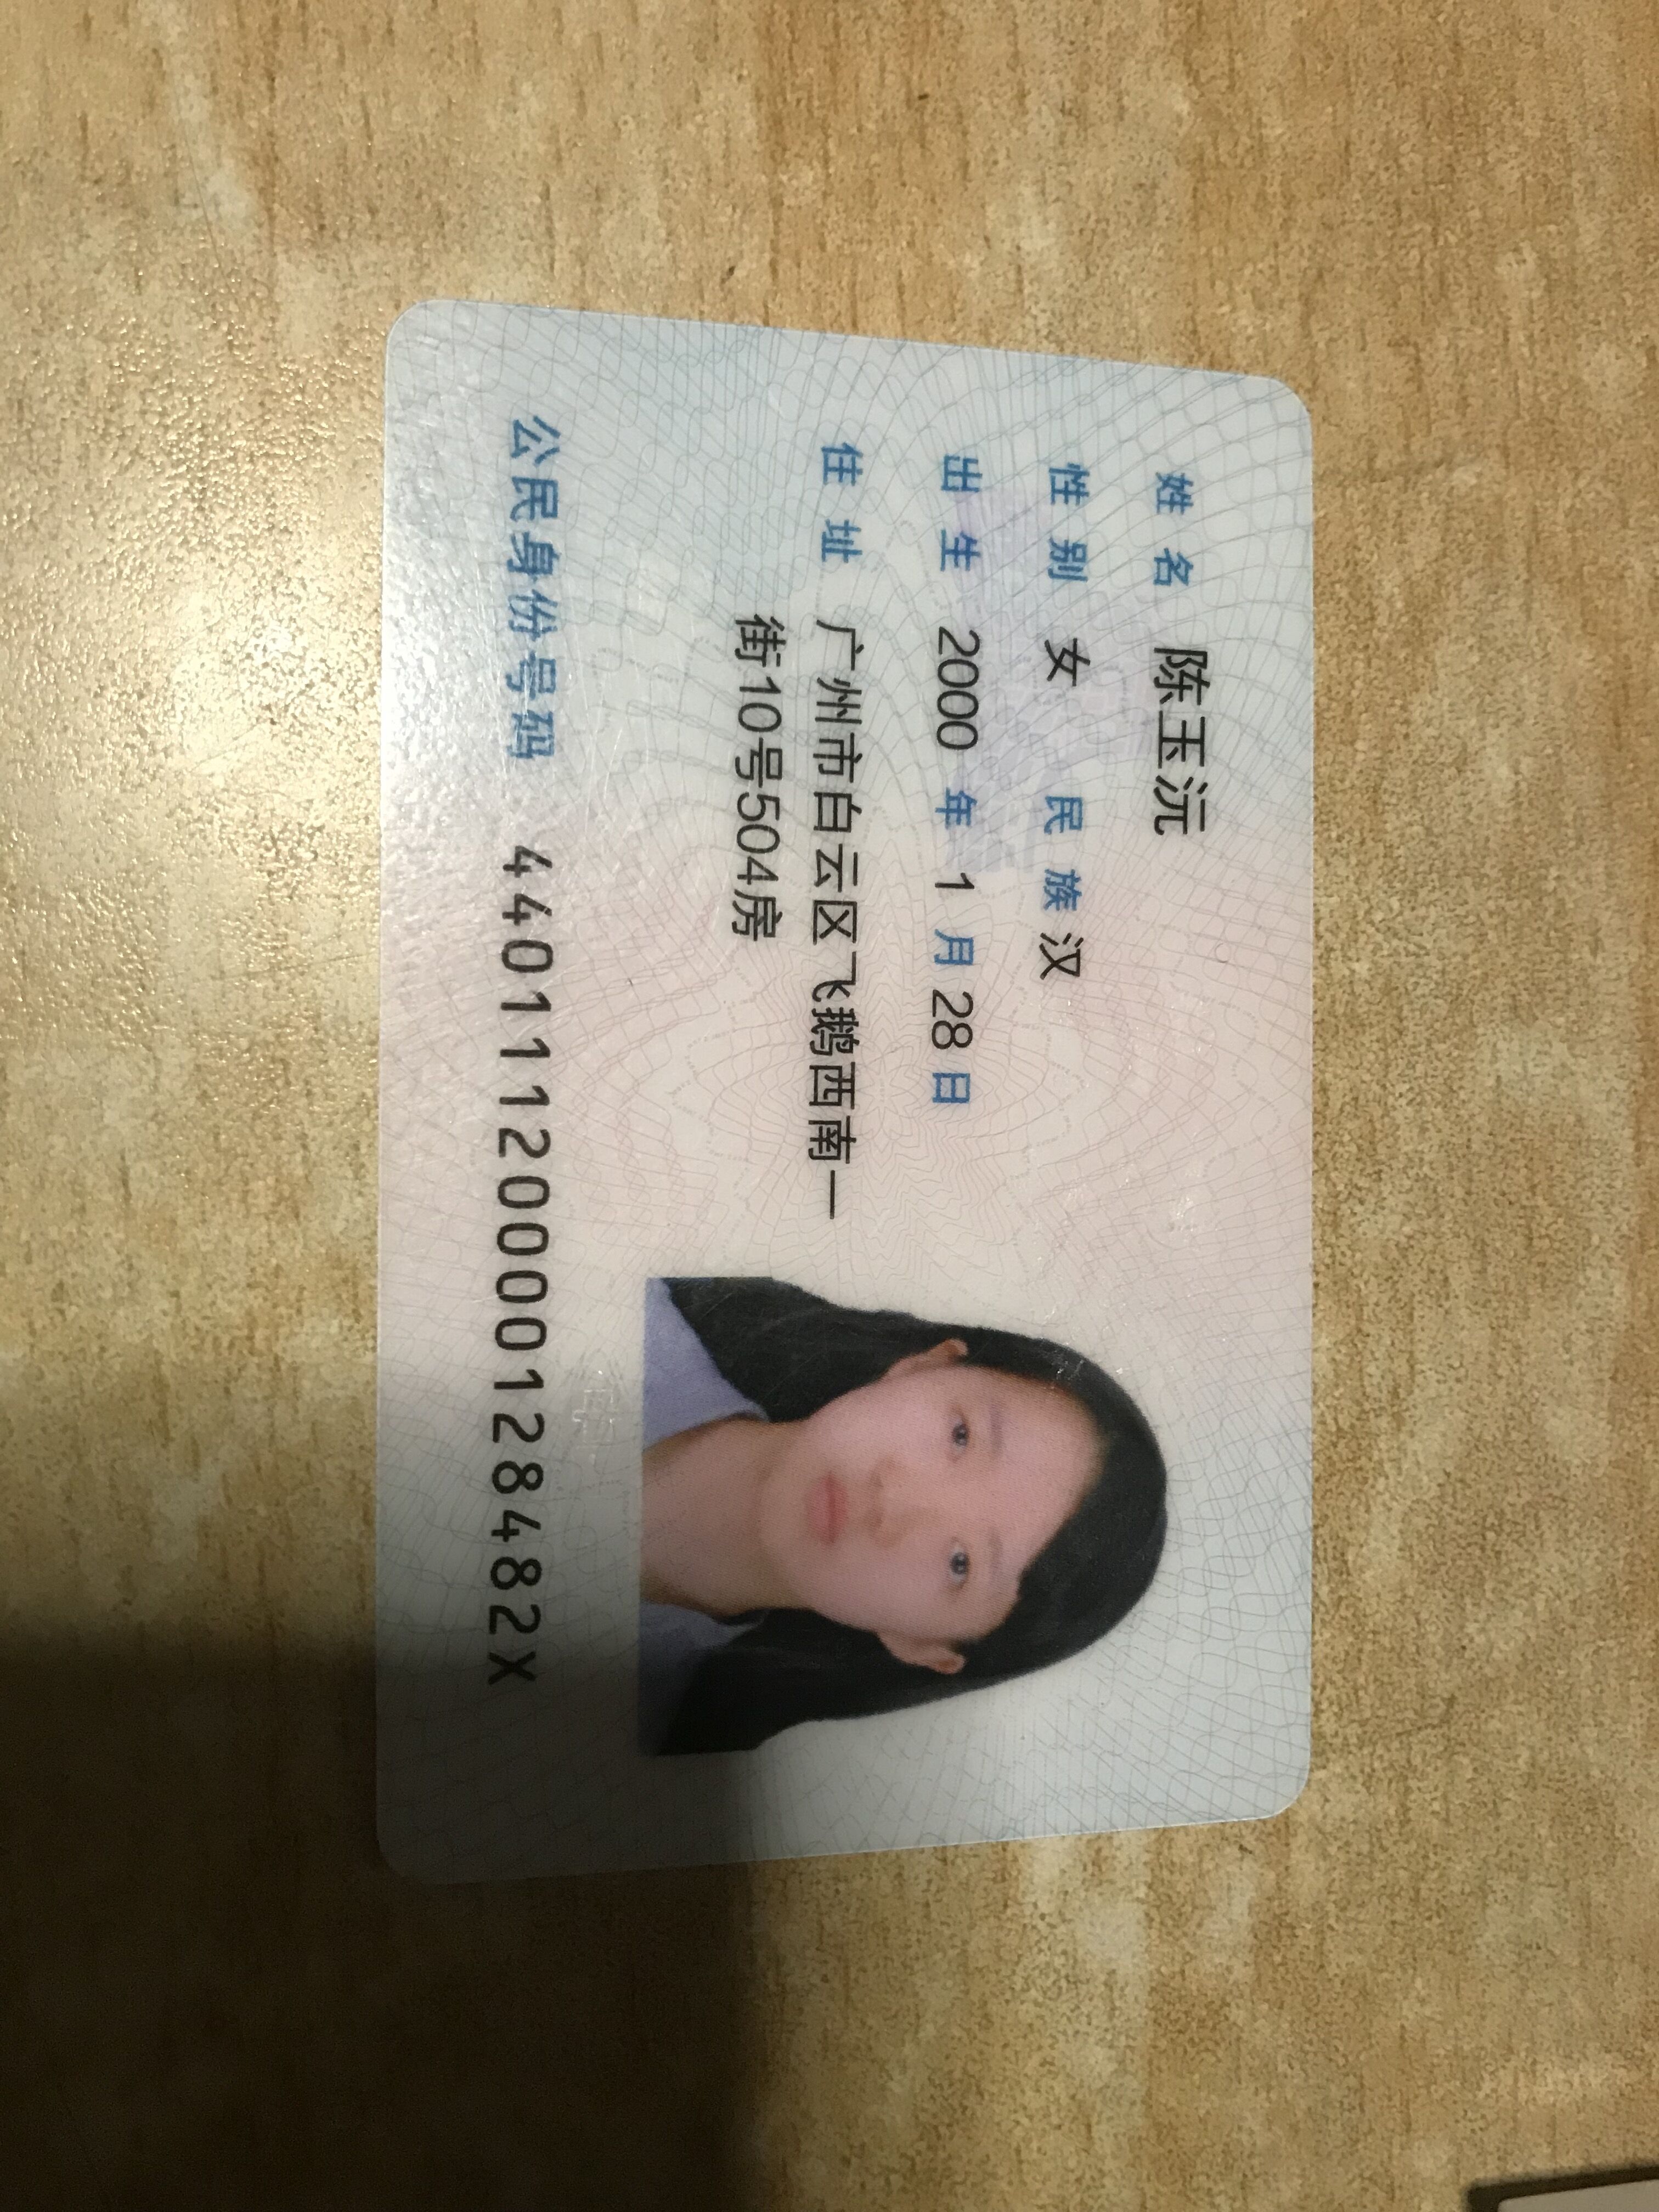 姓名 陈玉沅
性别 女 民族 汉
出生 2000 年 1 月 28 日
住址 广州市白云区飞鹅西南一
街10号504房
公民身份号码 44011120000128482X